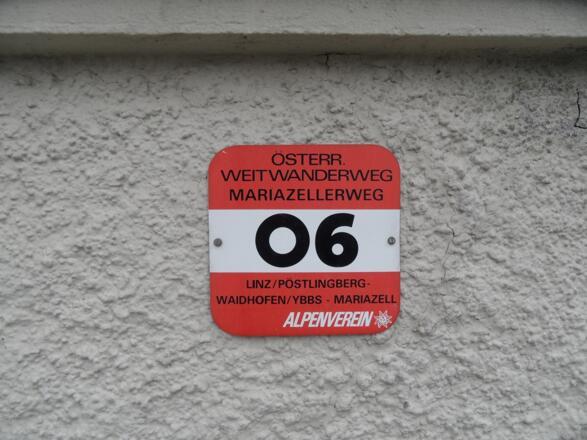 ÖSTERR.
WEITWANDERWEG
MARIAZELLERWEG
06
LINZ/PÖSTLINGBERG-
WAIDHOFEN/YBBS - MARIAZELL
ALPENVEREIN